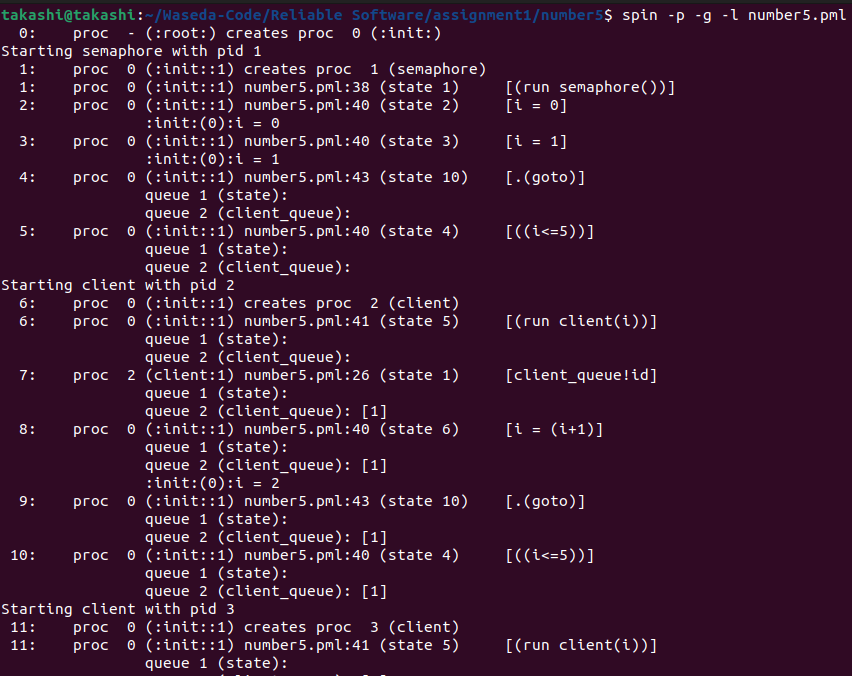 takashi@takashi:~/Waseda-Code/Reliable Software/assignment1/number5$ spin -p -g -l number5.pml
  0:    proc  - (:root:) creates proc  0 (:init:)
Starting semaphore with pid 1
  1:    proc  0 (:init::1) creates proc  1 (semaphore)
  1:    proc  0 (:init::1) number5.pml:38 (state 1)     [(run semaphore())]
  2:    proc  0 (:init::1) number5.pml:40 (state 2)     [i = 0]
                :init:(0):i = 0
  3:    proc  0 (:init::1) number5.pml:40 (state 3)     [i = 1]
                :init:(0):i = 1
  4:    proc  0 (:init::1) number5.pml:43 (state 10)    [.(goto)]
                queue 1 (state):
                queue 2 (client_queue):
  5:    proc  0 (:init::1) number5.pml:40 (state 4)     [((i<=5))]
                queue 1 (state):
                queue 2 (client_queue):
Starting client with pid 2
  6:    proc  0 (:init::1) creates proc  2 (client)
  6:    proc  0 (:init::1) number5.pml:41 (state 5)     [(run client(i))]
                queue 1 (state):
                queue 2 (client_queue):
  7:    proc  2 (client:1) number5.pml:26 (state 1)     [client_queue!id]
                queue 1 (state):
                queue 2 (client_queue): [1]
  8:    proc  0 (:init::1) number5.pml:40 (state 6)     [i = (i+1)]
                queue 1 (state):
                queue 2 (client_queue): [1]
                :init:(0):i = 2
  9:    proc  0 (:init::1) number5.pml:43 (state 10)    [.(goto)]
                queue 1 (state):
                queue 2 (client_queue): [1]
 10:    proc  0 (:init::1) number5.pml:40 (state 4)     [((i<=5))]
                queue 1 (state):
                queue 2 (client_queue): [1]
Starting client with pid 3
 11:    proc  0 (:init::1) creates proc  3 (client)
 11:    proc  0 (:init::1) number5.pml:41 (state 5)     [(run client(i))]
                queue 1 (state):